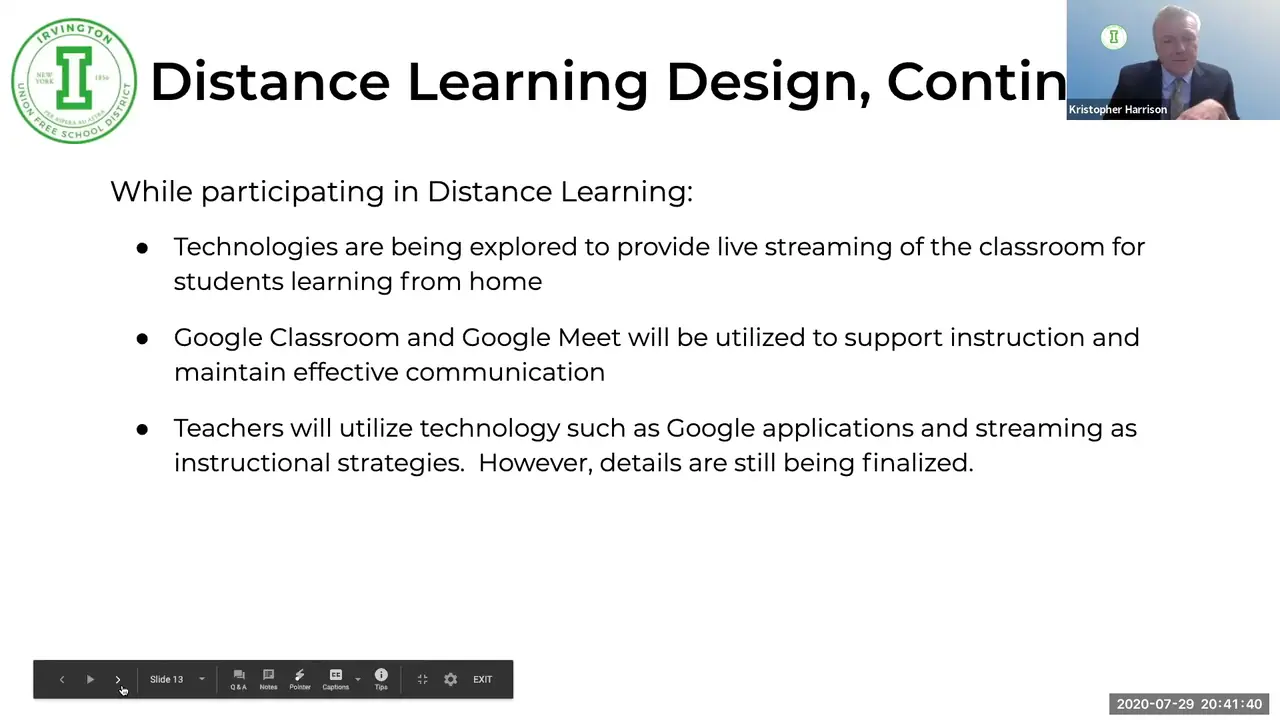 IRVINGTON
NEW YORK
1856
UNION FREE SCHOOL DISTRICT
Distance Learning Design, Contin
Kristopher Harrison
While participating in Distance Learning:
● Technologies are being explored to provide live streaming of the classroom for
students learning from home
● Google Classroom and Google Meet will be utilized to support instruction and
maintain effective communication
● Teachers will utilize technology such as Google applications and streaming as
instructional strategies.  However, details are still being finalized.
Slide 13
Q & A
Notes
Pointer
CC
Captions
Tips
EXIT
2020-07-29 20:41:40